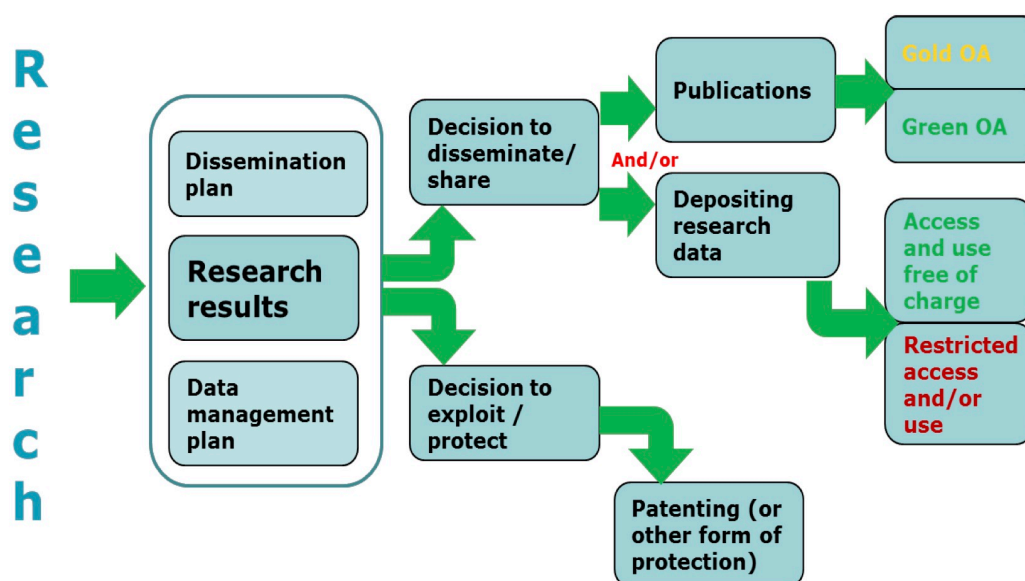 Research
Dissemination
plan
Research
results
Data
management
plan
Decision to
disseminate/
share
And/or
Decision to
exploit /
protect
Publications
Depositing
research
data
Patenting (or
other form of
protection)
Gold OA
Green OA
Access
and use
free of
charge
Restricted
access
and/or
use